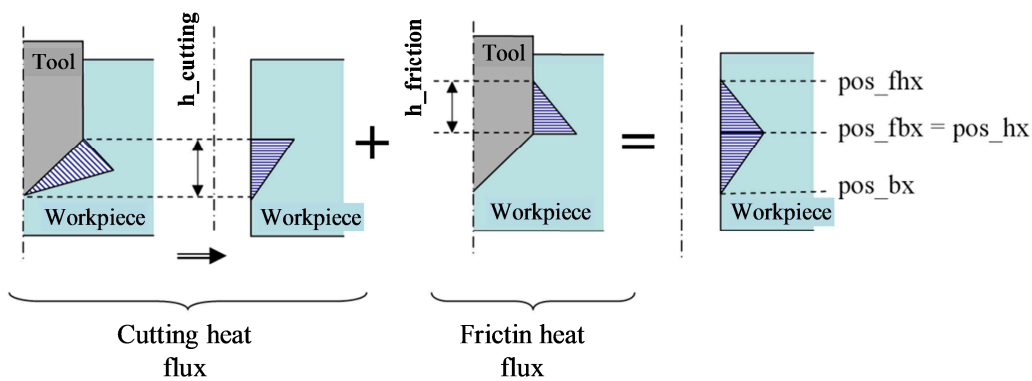 Tool
h_cutting
Workpiece
Workpiece
Cutting heat
flux
Tool
h_friction
Workpiece
Frictin heat
flux
pos_fhx
pos_fbx = pos_hx
pos_bx
Workpiece